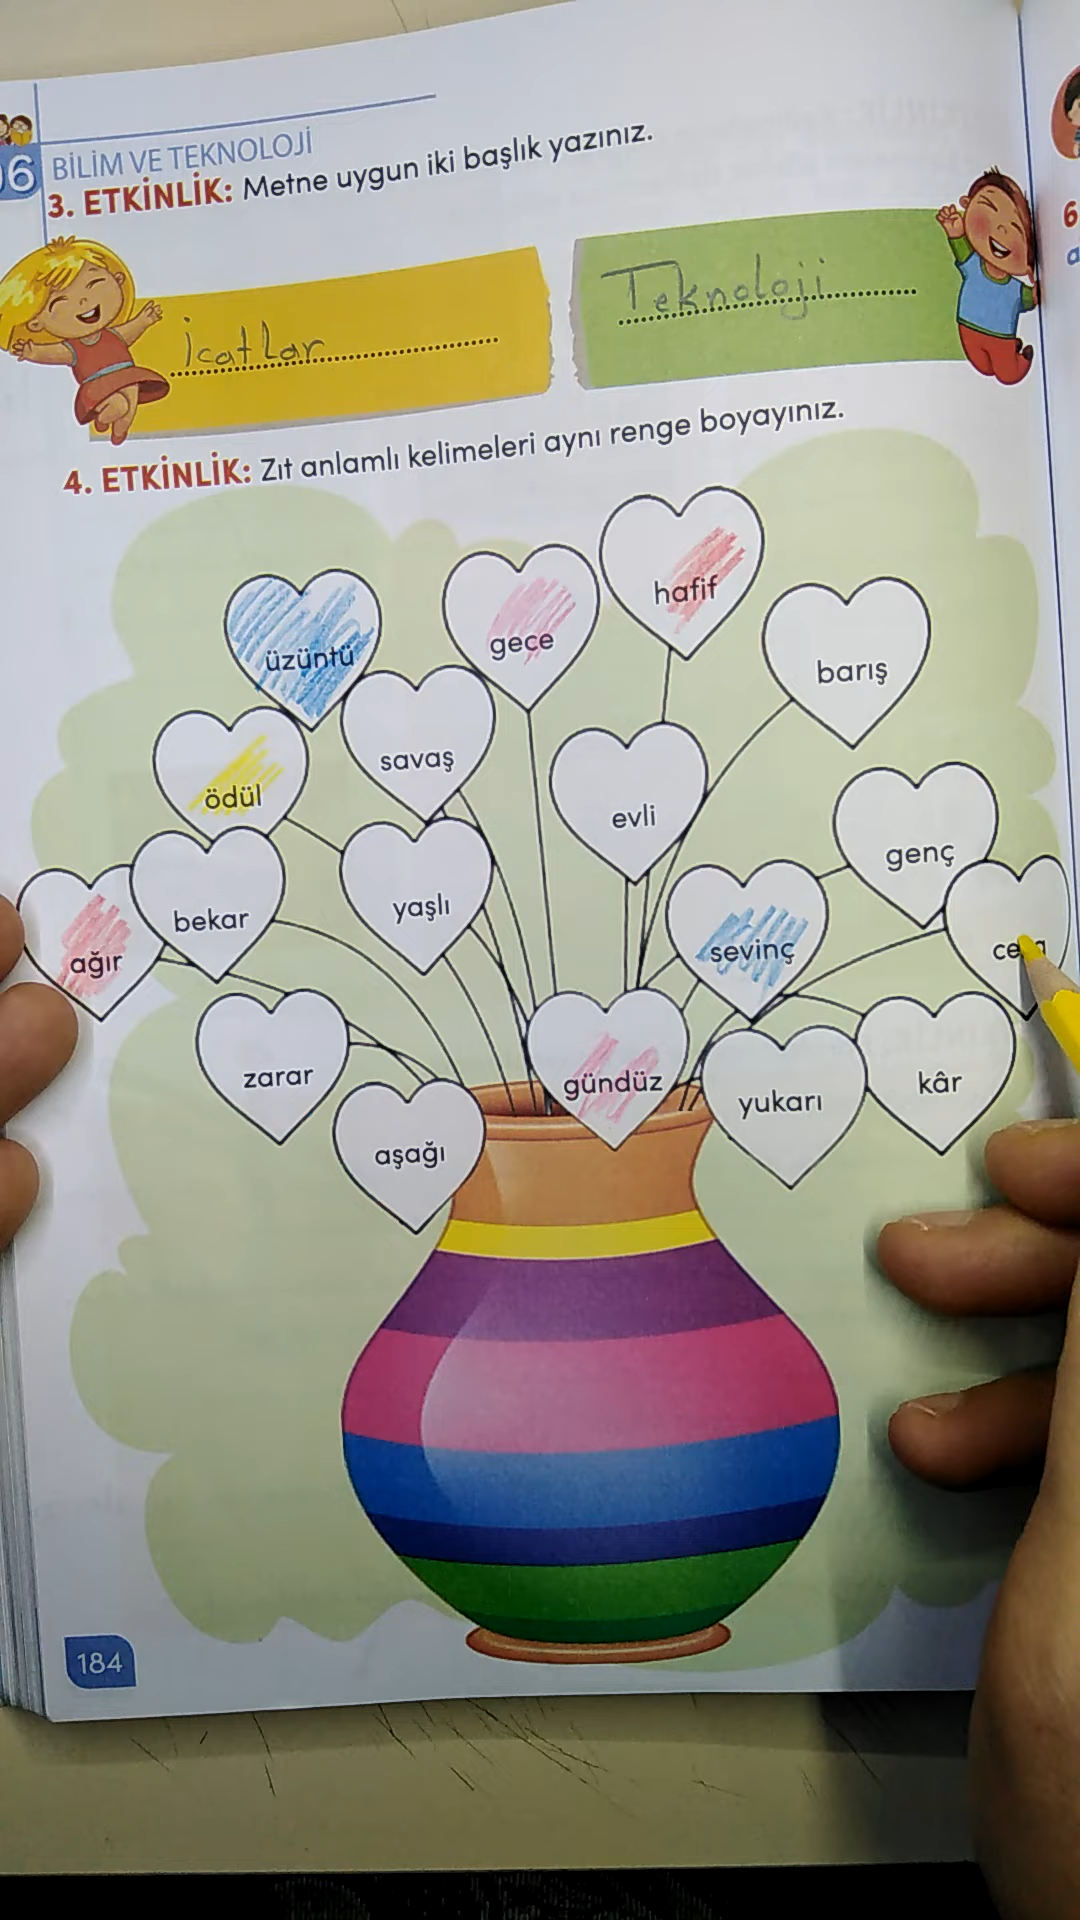 06 BİLİM VE TEKNOLOJİ
3. ETKİNLİK: Metne uygun iki başlık yazınız.
İcatlar
Teknoloji
4. ETKİNLİK: Zıt anlamlı kelimeleri aynı renge boyayınız.
hafif
gece
üzüntü
barış
savaş
ödül
evli
genç
yaşlı
bekar
ağır
sevinç
zarar
gündüz
yukarı
kâr
aşağı
184
6